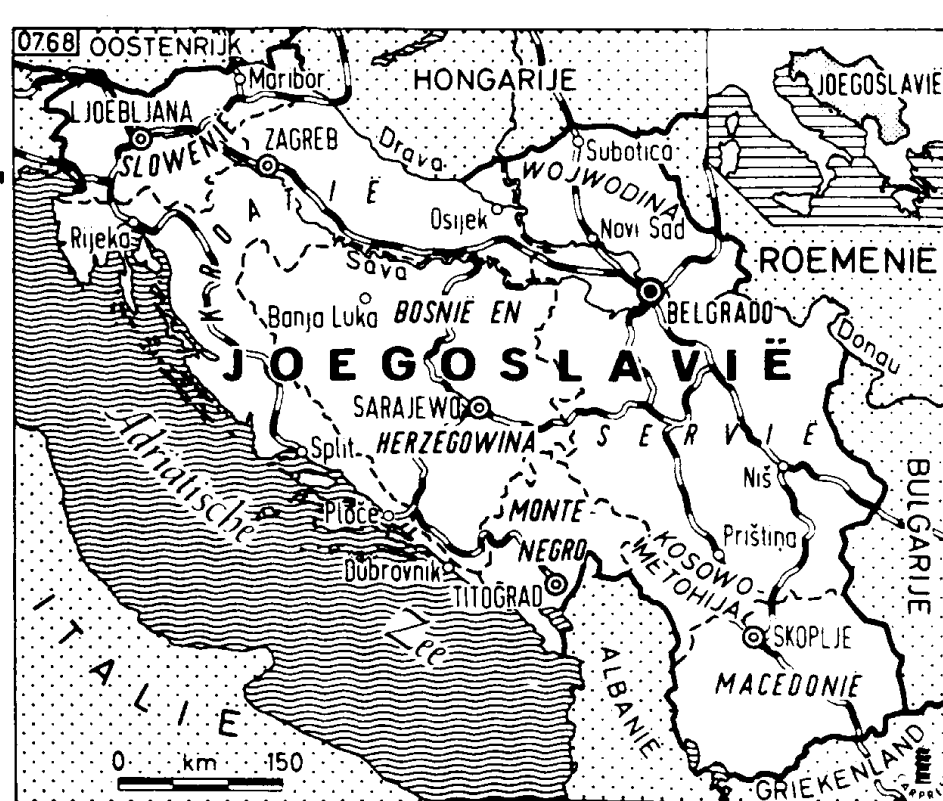 0768
OOSTENRIJK
Maribor
HONGARIJE
JOEGOSLAVIË
LJOEBLJANA
SLOWENIË
ZAGREB
Drava
Subotica
WOJWODINA
KROATIË
Osijek
Novi Sad
Rijeka
Sava
ROEMENIË
Banja Luka
BOSNIË EN
BELGRADO
Donau
JOEGOSLAVIË
SARAJEWO
HERZEGOWINA
SERVIË
Adriatische
Split
Niš
BULGARIJE
Ploče
MONTE
NEGRO
Priština
KOSOWO
METOHIJA
Dubrovnik
TITOGRAD
Zee
SKOPLJE
ITALIË
ALBANIË
MACEDONIË
0 km 150
GRIEKENLAND